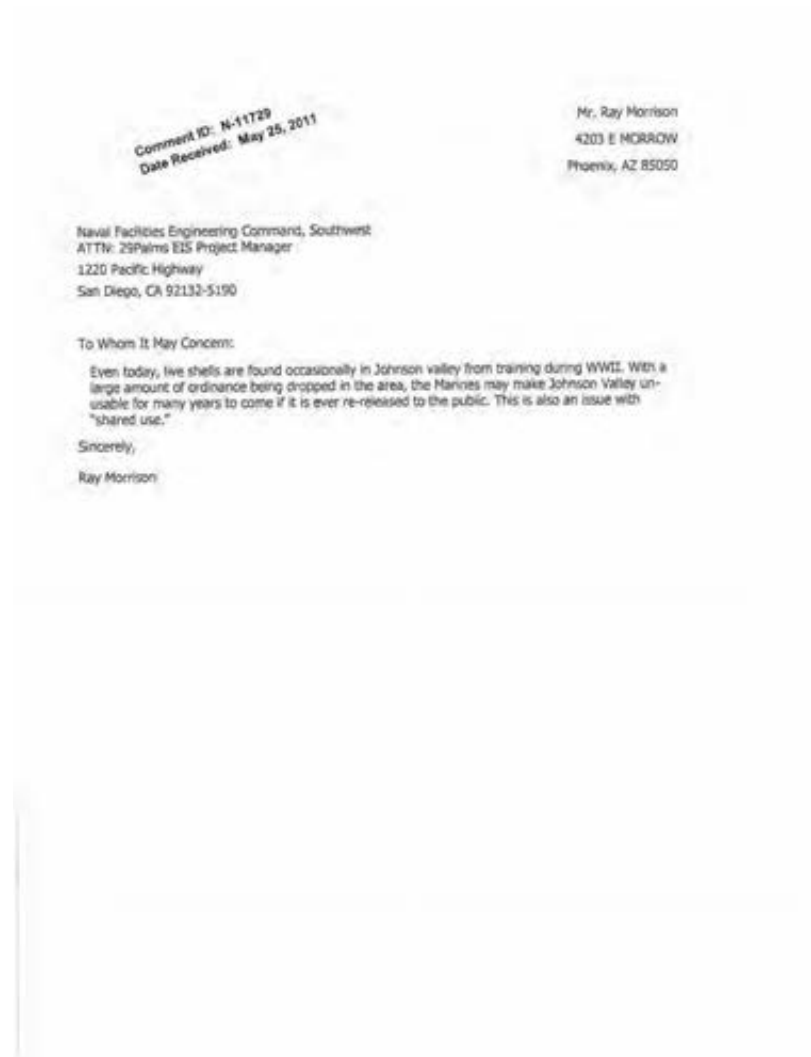 Comment ID: N-11729
Date Received: May 25, 2011
Mr. Ray Morrison
4203 E MORROW
Phoenix, AZ 85050
Naval Facilities Engineering Command, Southwest
ATTN: 29Palms EIS Project Manager
1220 Pacific Highway
San Diego, CA 92132-5190
To Whom It May Concern:
Even today, live shells are found occasionally in Johnson valley from training during WWII. With a
large amount of ordinance being dropped in the area, the Marines may make Johnson Valley un-
usable for many years to come if it is ever re-released to the public. This is also an issue with
"shared use."
Sincerely,
Ray Morrison